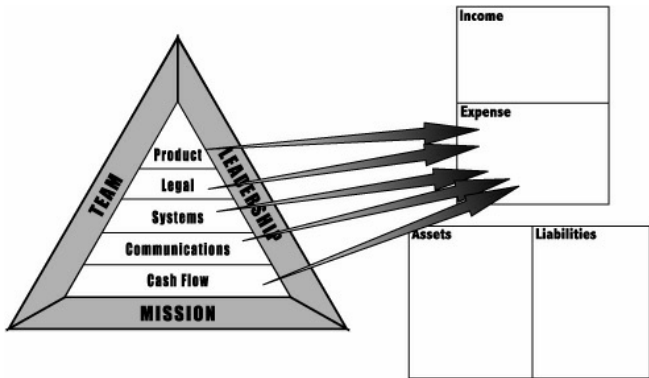 Income
Expense
Product
Legal
Systems
Communications
Cash Flow
TEAM
LEADERSHIP
MISSION
Assets
Liabilities